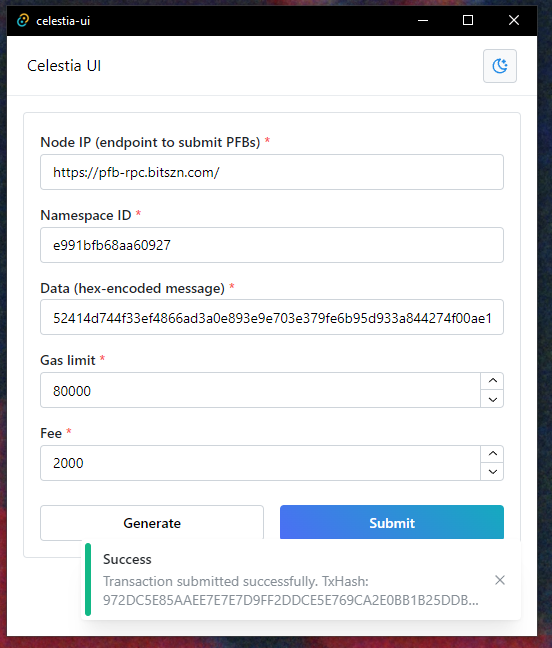 celestia-ui
Celestia UI
Node IP (endpoint to submit PFBs) *
https://pfb-rpc.bitszn.com/
Namespace ID *
e991bfb68aa60927
Data (hex-encoded message) *
52414d744f33ef4866ad3a0e893e9e703e379fe6b95d933a844274f00ae1
Gas limit *
80000
Fee *
2000
Generate
Submit
Success
Transaction submitted successfully. TxHash:
972DC5E85AAEE7E7E7D9FF2DDCE5E769CA2E0BB1B25DDB...